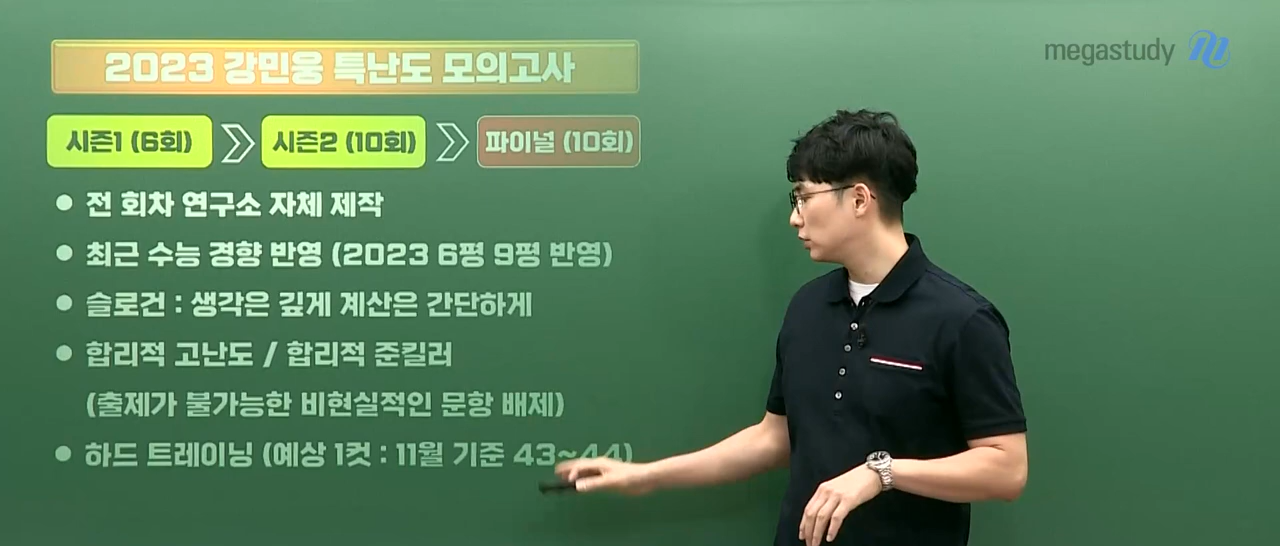 megastudy
2023 강민웅 특난도 모의고사
시즌1 (6회) 시즌2 (10회) 파이널 (10회)
전 회차 연구소 자체 제작
최근 수능 경향 반영 (2023 6평 9평 반영)
슬로건 : 생각은 깊게 계산은 간단하게
합리적 고난도 / 합리적 준킬러
(출제가 불가능한 비현실적인 문항 배제)
하드 트레이닝 (예상 1컷 : 11월 기준 43~44)